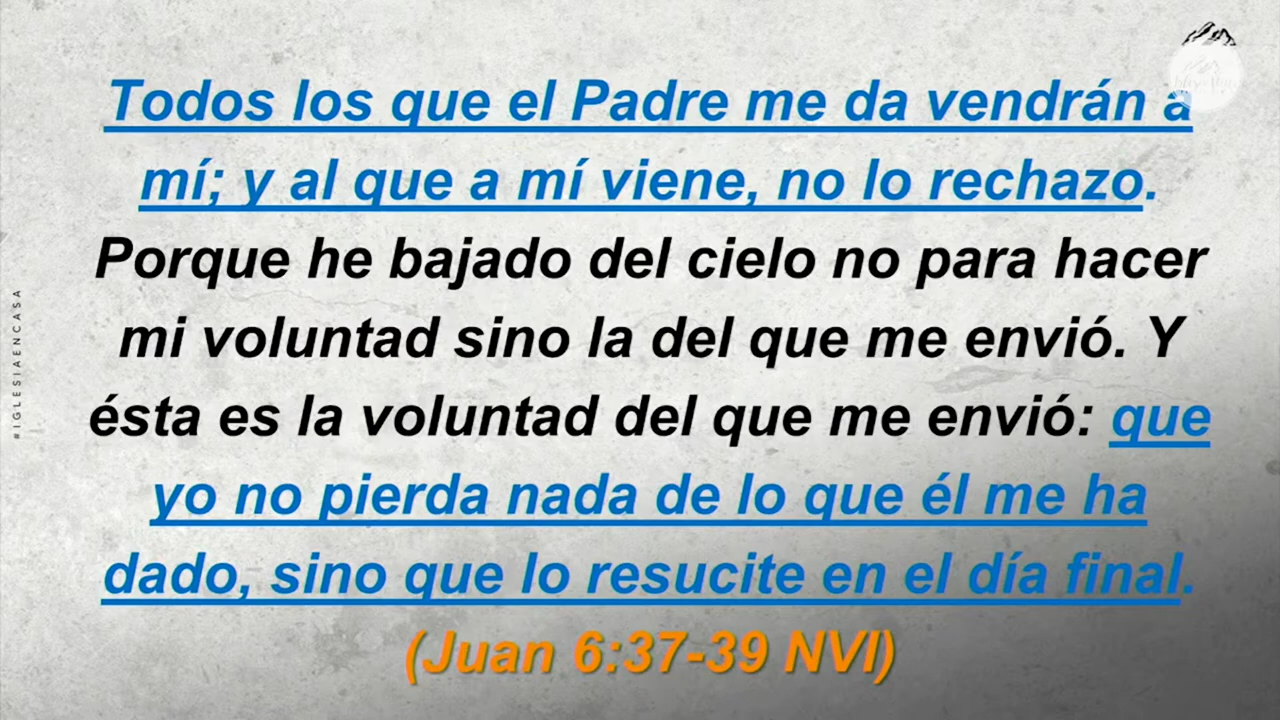 Todos los que el Padre me da vendrán a
mí; y al que a mí viene, no lo rechazo.
Porque he bajado del cielo no para hacer
mi voluntad sino la del que me envió. Y
ésta es la voluntad del que me envió: que
yo no pierda nada de lo que él me ha
dado, sino que lo resucite en el día final.
(Juan 6:37-39 NVI)
#IGLESIAENCASA